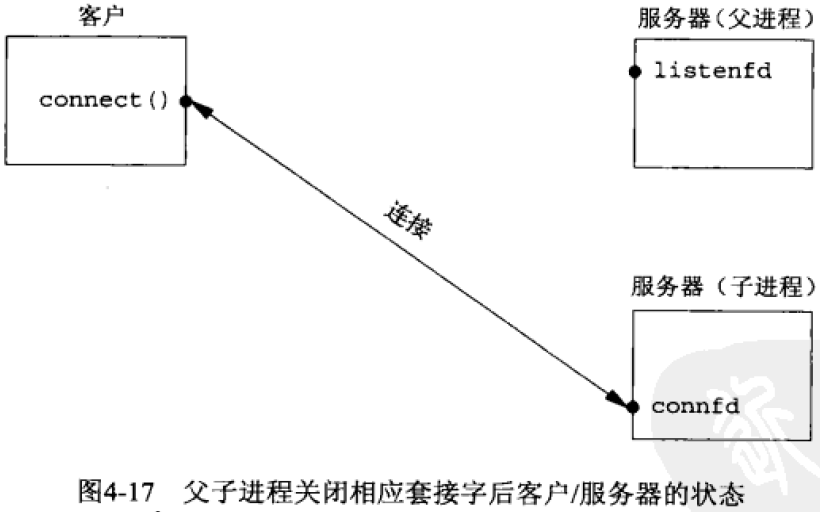 客户
服务器(父进程)
connect()
listenfd
连接
服务器（子进程）
connfd
图4-17 父子进程关闭相应套接字后客户/服务器的状态